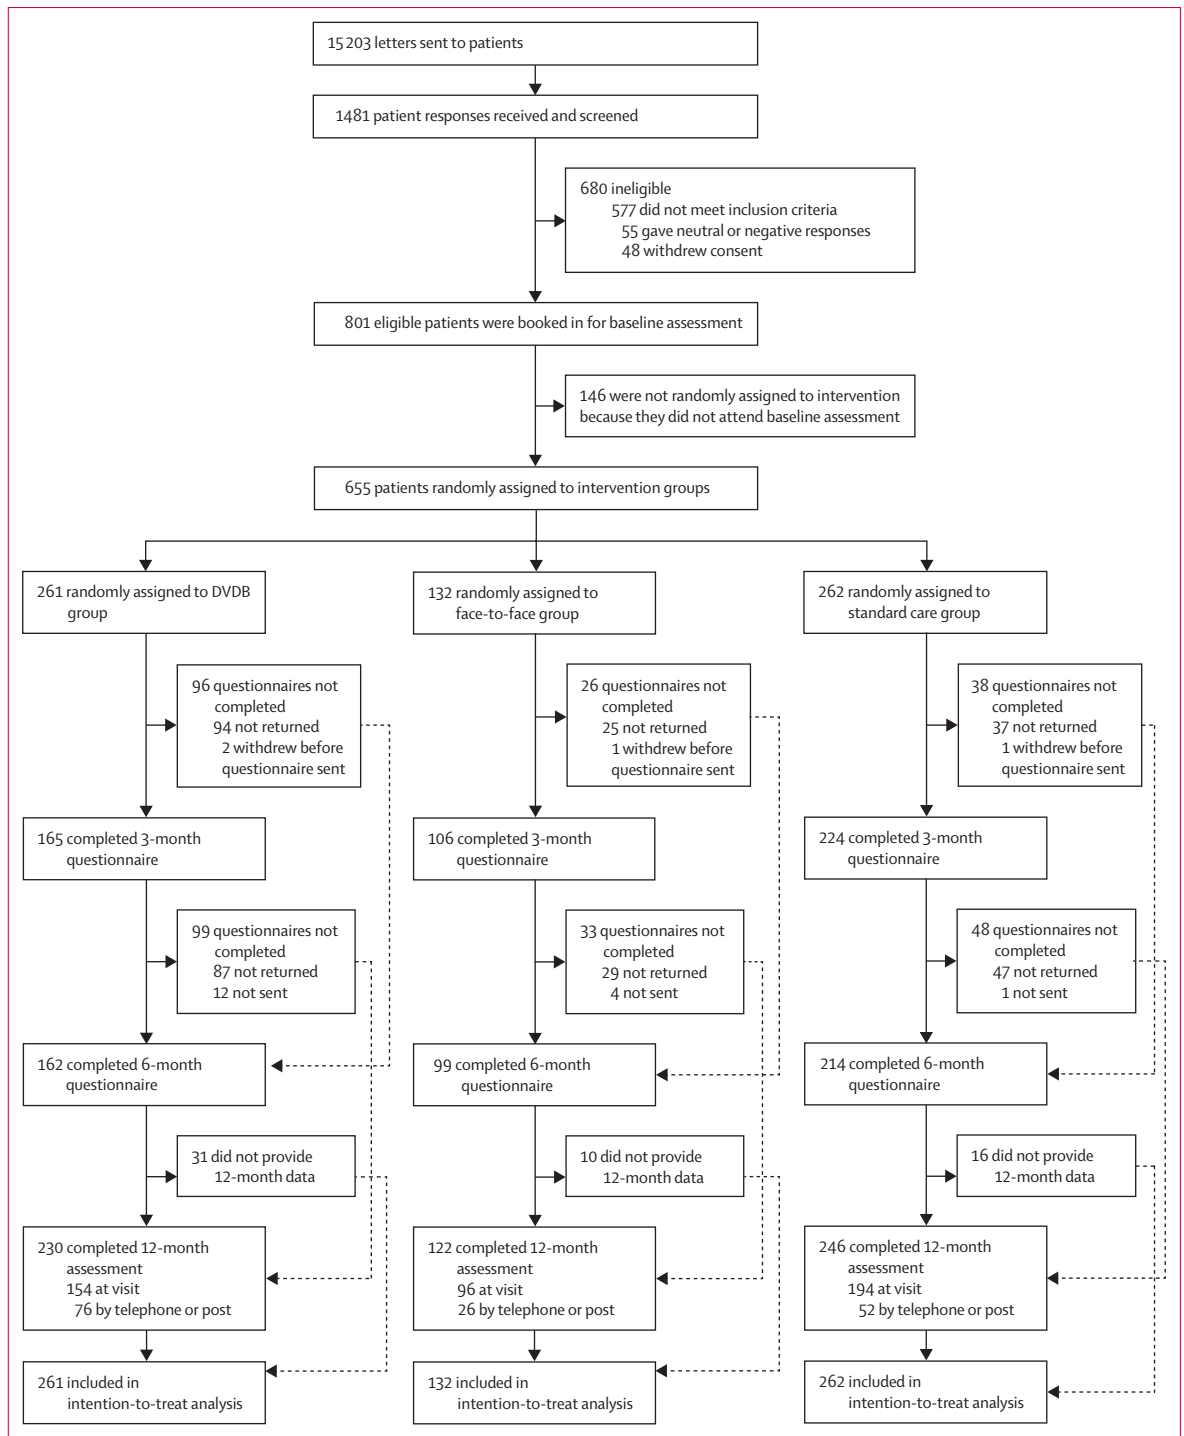 15 203 letters sent to patients
1481 patient responses received and screened
680 ineligible
577 did not meet inclusion criteria
55 gave neutral or negative responses
48 withdrew consent
801 eligible patients were booked in for baseline assessment
146 were not randomly assigned to intervention
because they did not attend baseline assessment
655 patients randomly assigned to intervention groups
261 randomly assigned to DVDB
group
132 randomly assigned to
face-to-face group
262 randomly assigned to
standard care group
96 questionnaires not
completed
94 not returned
2 withdrew before
questionnaire sent
26 questionnaires not
completed
25 not returned
1 withdrew before
questionnaire sent
38 questionnaires not
completed
37 not returned
1 withdrew before
questionnaire sent
165 completed 3-month
questionnaire
106 completed 3-month
questionnaire
224 completed 3-month
questionnaire
99 questionnaires not
completed
87 not returned
12 not sent
33 questionnaires not
completed
29 not returned
4 not sent
48 questionnaires not
completed
47 not returned
1 not sent
162 completed 6-month
questionnaire
99 completed 6-month
questionnaire
214 completed 6-month
questionnaire
31 did not provide
12-month data
10 did not provide
12-month data
16 did not provide
12-month data
230 completed 12-month
assessment
154 at visit
76 by telephone or post
122 completed 12-month
assessment
96 at visit
26 by telephone or post
246 completed 12-month
assessment
194 at visit
52 by telephone or post
261 included in
intention-to-treat analysis
132 included in
intention-to-treat analysis
262 included in
intention-to-treat analysis